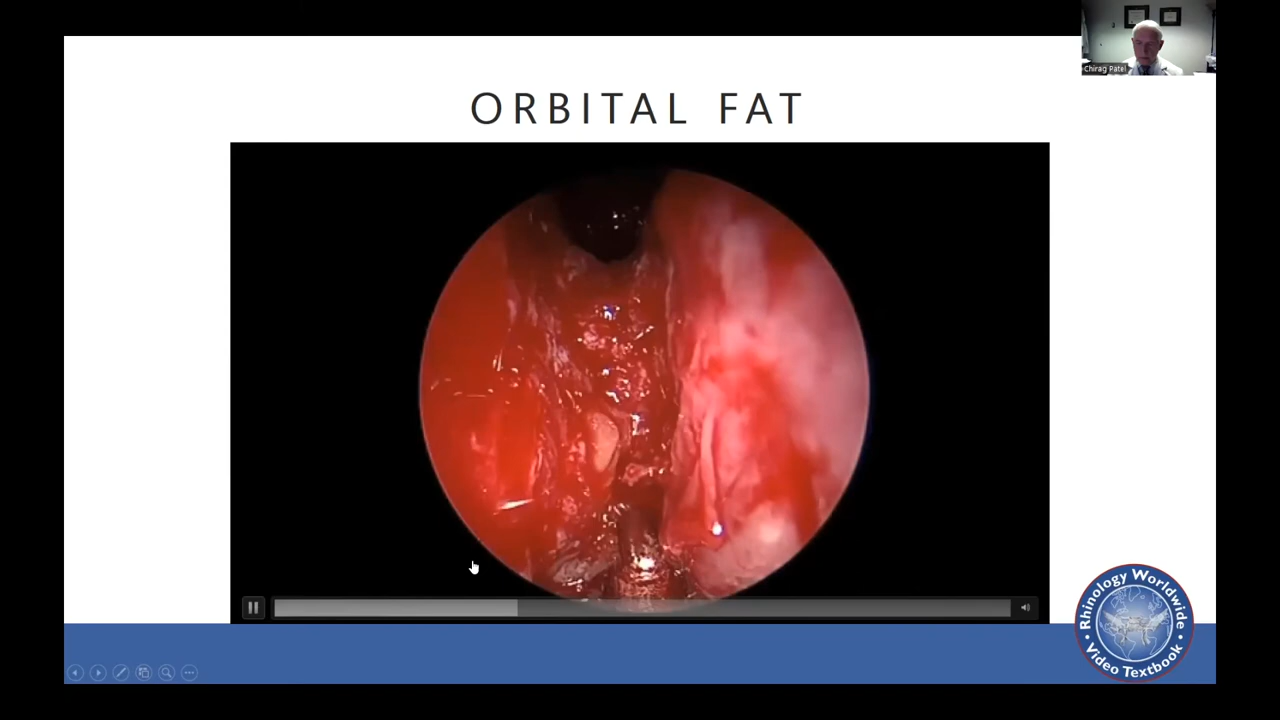 Chirag Patel
ORBITAL FAT
Rhinology Worldwide
Video Textbook